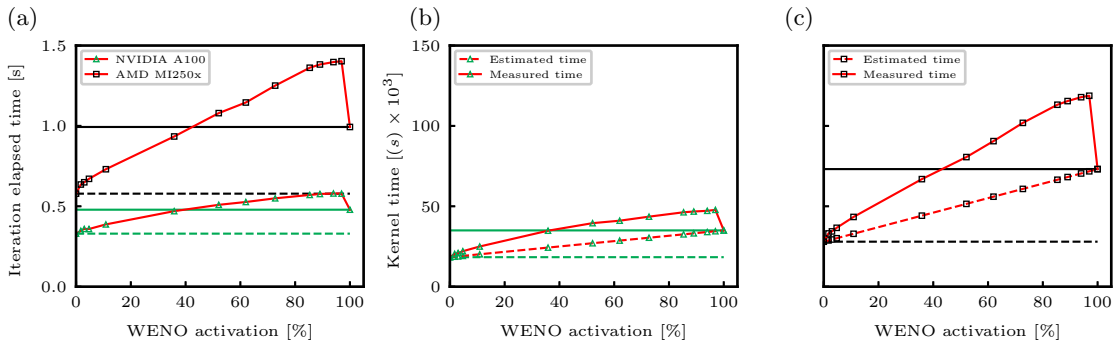 (a)
(b)
(c)
Iteration elapsed time [s]
1.5
1.0
0.5
0.0
NVIDIA A100
AMD MI250x
0 20 40 60 80 100
WENO activation [%]
Kernel time [(s) × 10³]
150
100
50
0
Estimated time
Measured time
0 20 40 60 80 100
WENO activation [%]
Estimated time
Measured time
0 20 40 60 80 100
WENO activation [%]